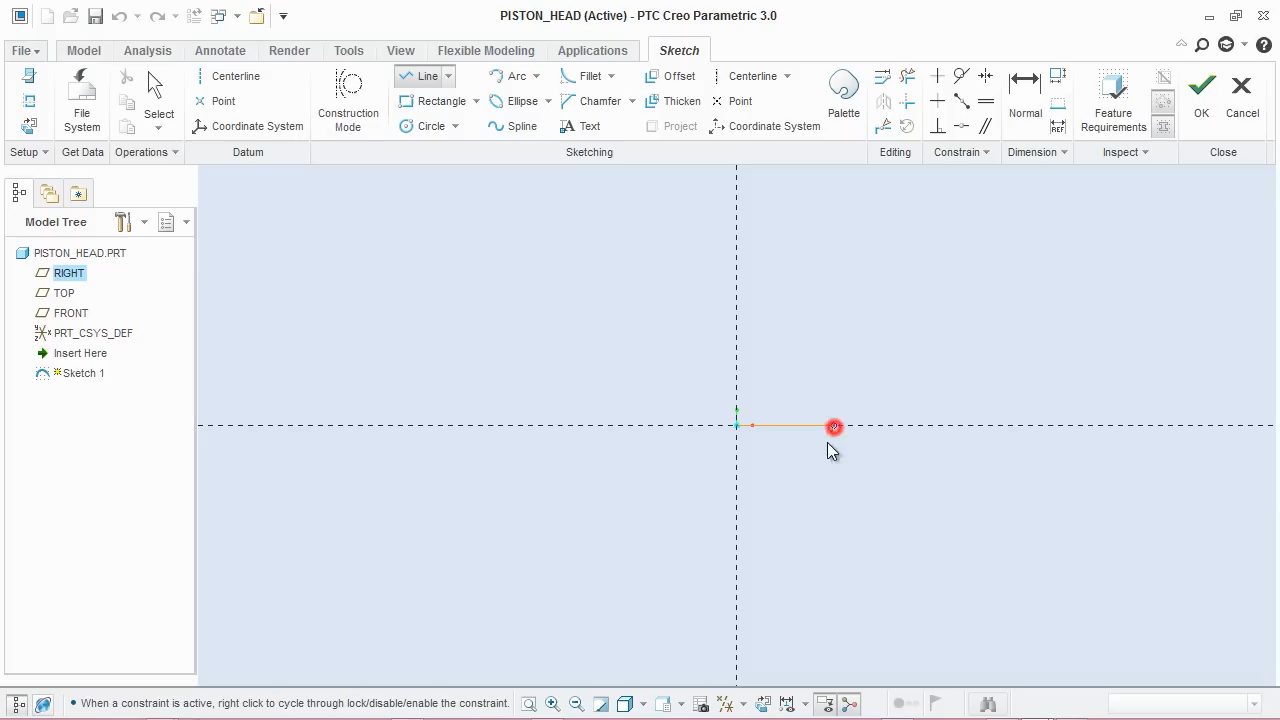 PISTON_HEAD (Active) - PTC Creo Parametric 3.0
File Model Analysis Annotate Render Tools View Flexible Modeling Applications Sketch
Centerline Line Arc Fillet Offset Centerline
Point Rectangle Ellipse Chamfer Thicken Point
File System Select Coordinate System Construction Mode Circle Spline Text Project Coordinate System Palette Normal REF Feature Requirements OK Cancel
Setup Get Data Operations Datum Sketching Editing Constrain Dimension Inspect Close
Model Tree
PISTON_HEAD.PRT
RIGHT
TOP
FRONT
PRT_CSYS_DEF
Insert Here
Sketch 1
• When a constraint is active, right click to cycle through lock/disable/enable the constraint.